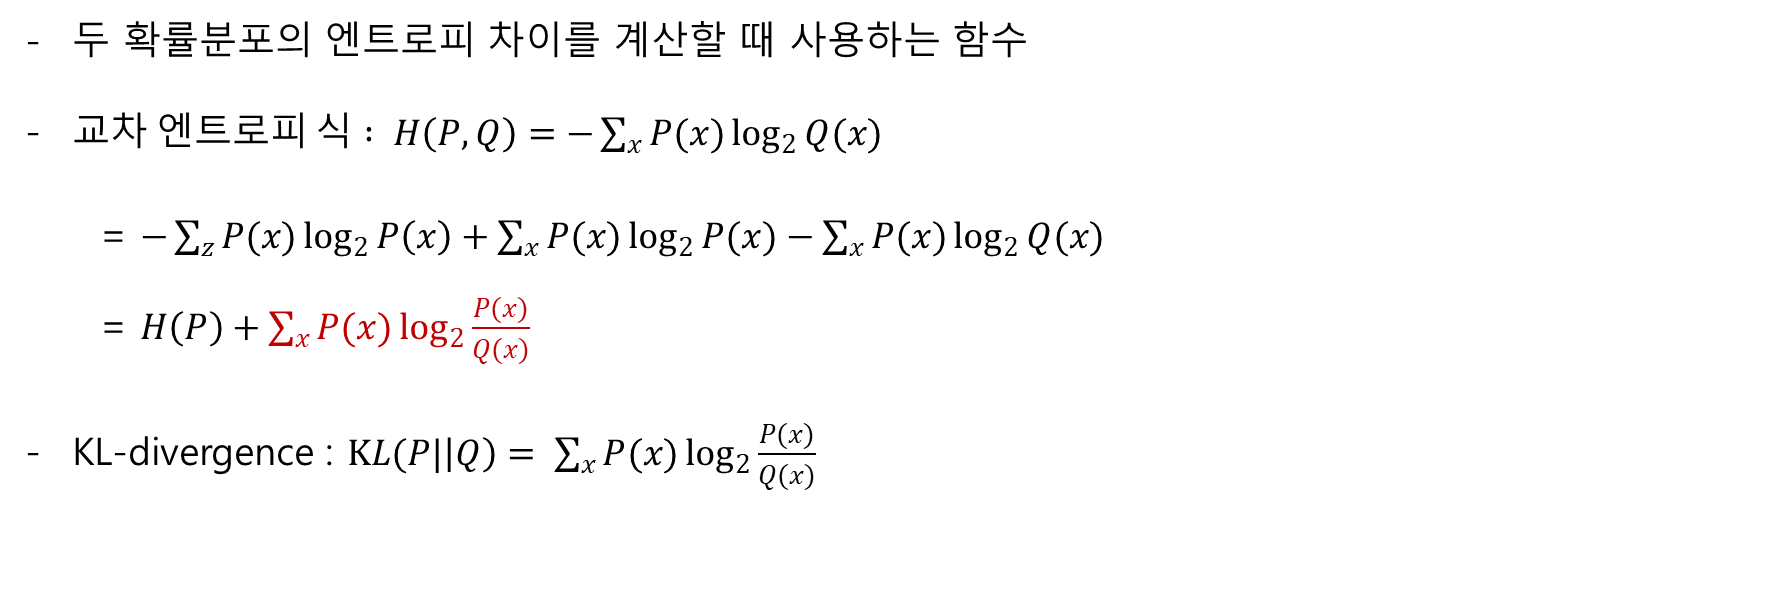 - 두 확률분포의 엔트로피 차이를 계산할 때 사용하는 함수
- 교차 엔트로피 식 : H(P, Q) = − ∑ₓ P(x) log₂ Q(x)
= − ∑_z P(x) log₂ P(x) + ∑ₓ P(x) log₂ P(x) − ∑ₓ P(x) log₂ Q(x)
= H(P) + ∑ₓ P(x) log₂ P(x)/Q(x)
- KL-divergence : KL(P||Q) = ∑ₓ P(x) log₂ P(x)/Q(x)